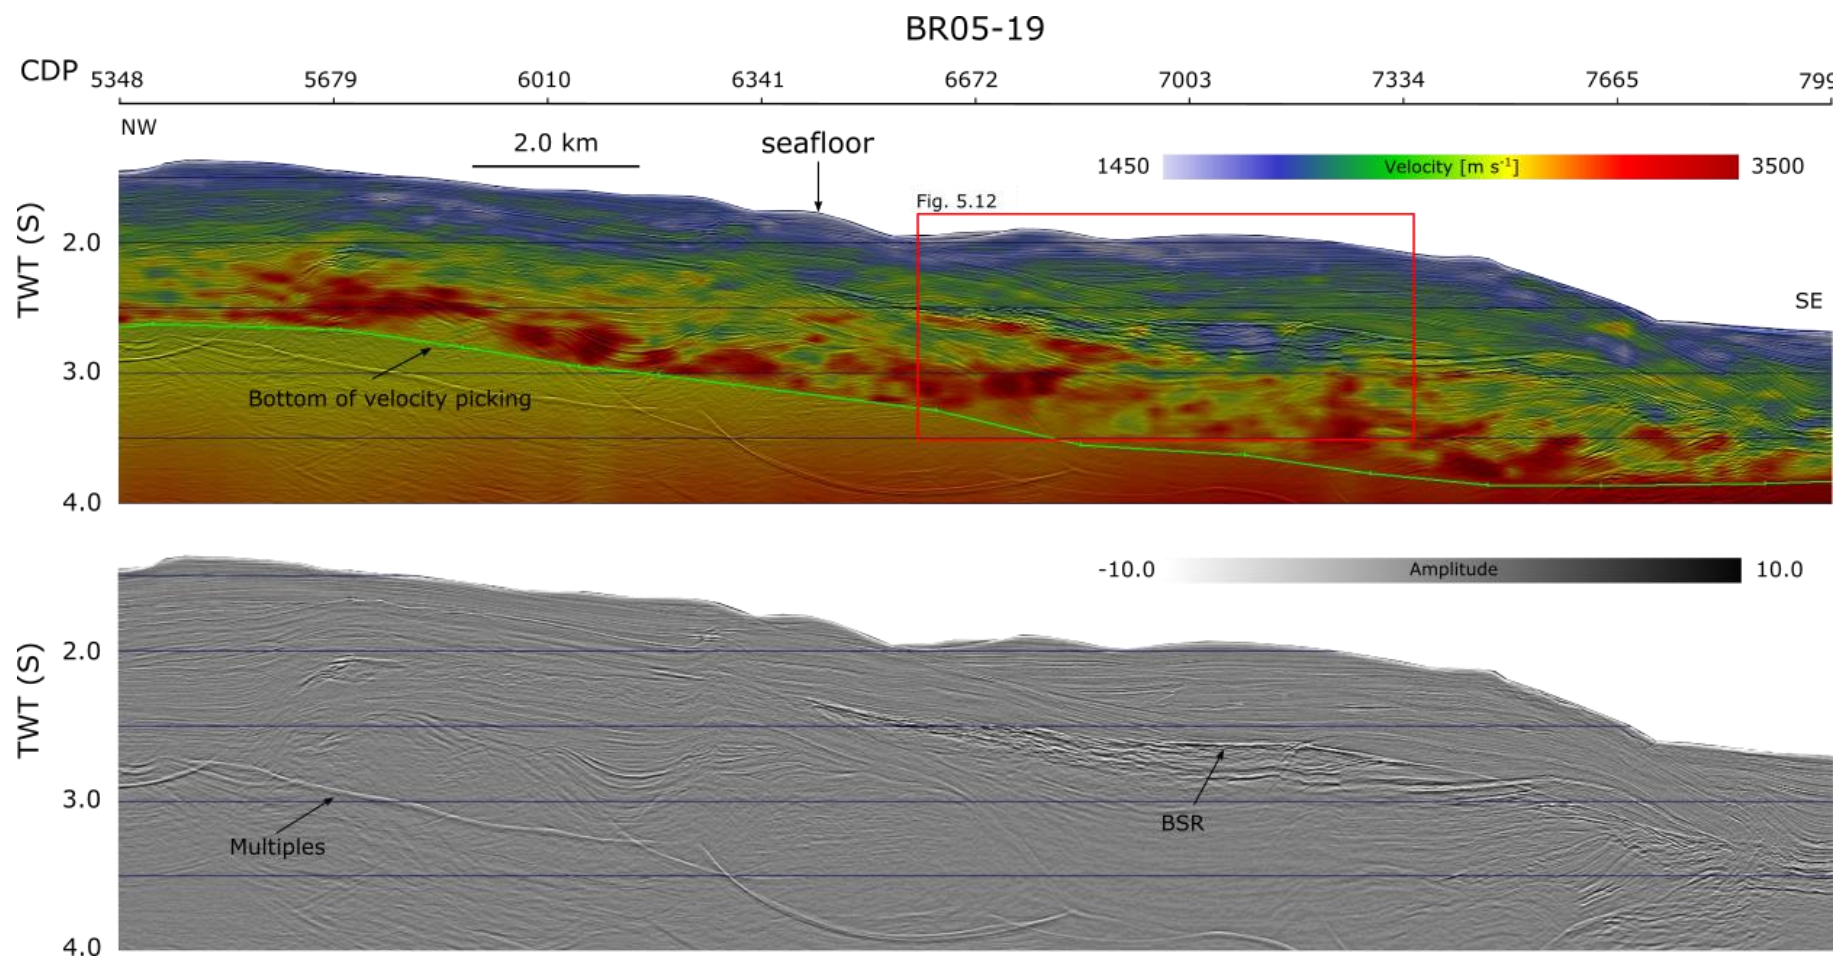 BR05-19
CDP 5348 5679 6010 6341 6672 7003 7334 7665 799
NW
2.0 km
seafloor
1450 Velocity [m s-1] 3500
Fig. 5.12
TWT (S)
2.0
SE
3.0
Bottom of velocity picking
4.0
-10.0 Amplitude 10.0
TWT (S)
2.0
3.0
BSR
Multiples
4.0